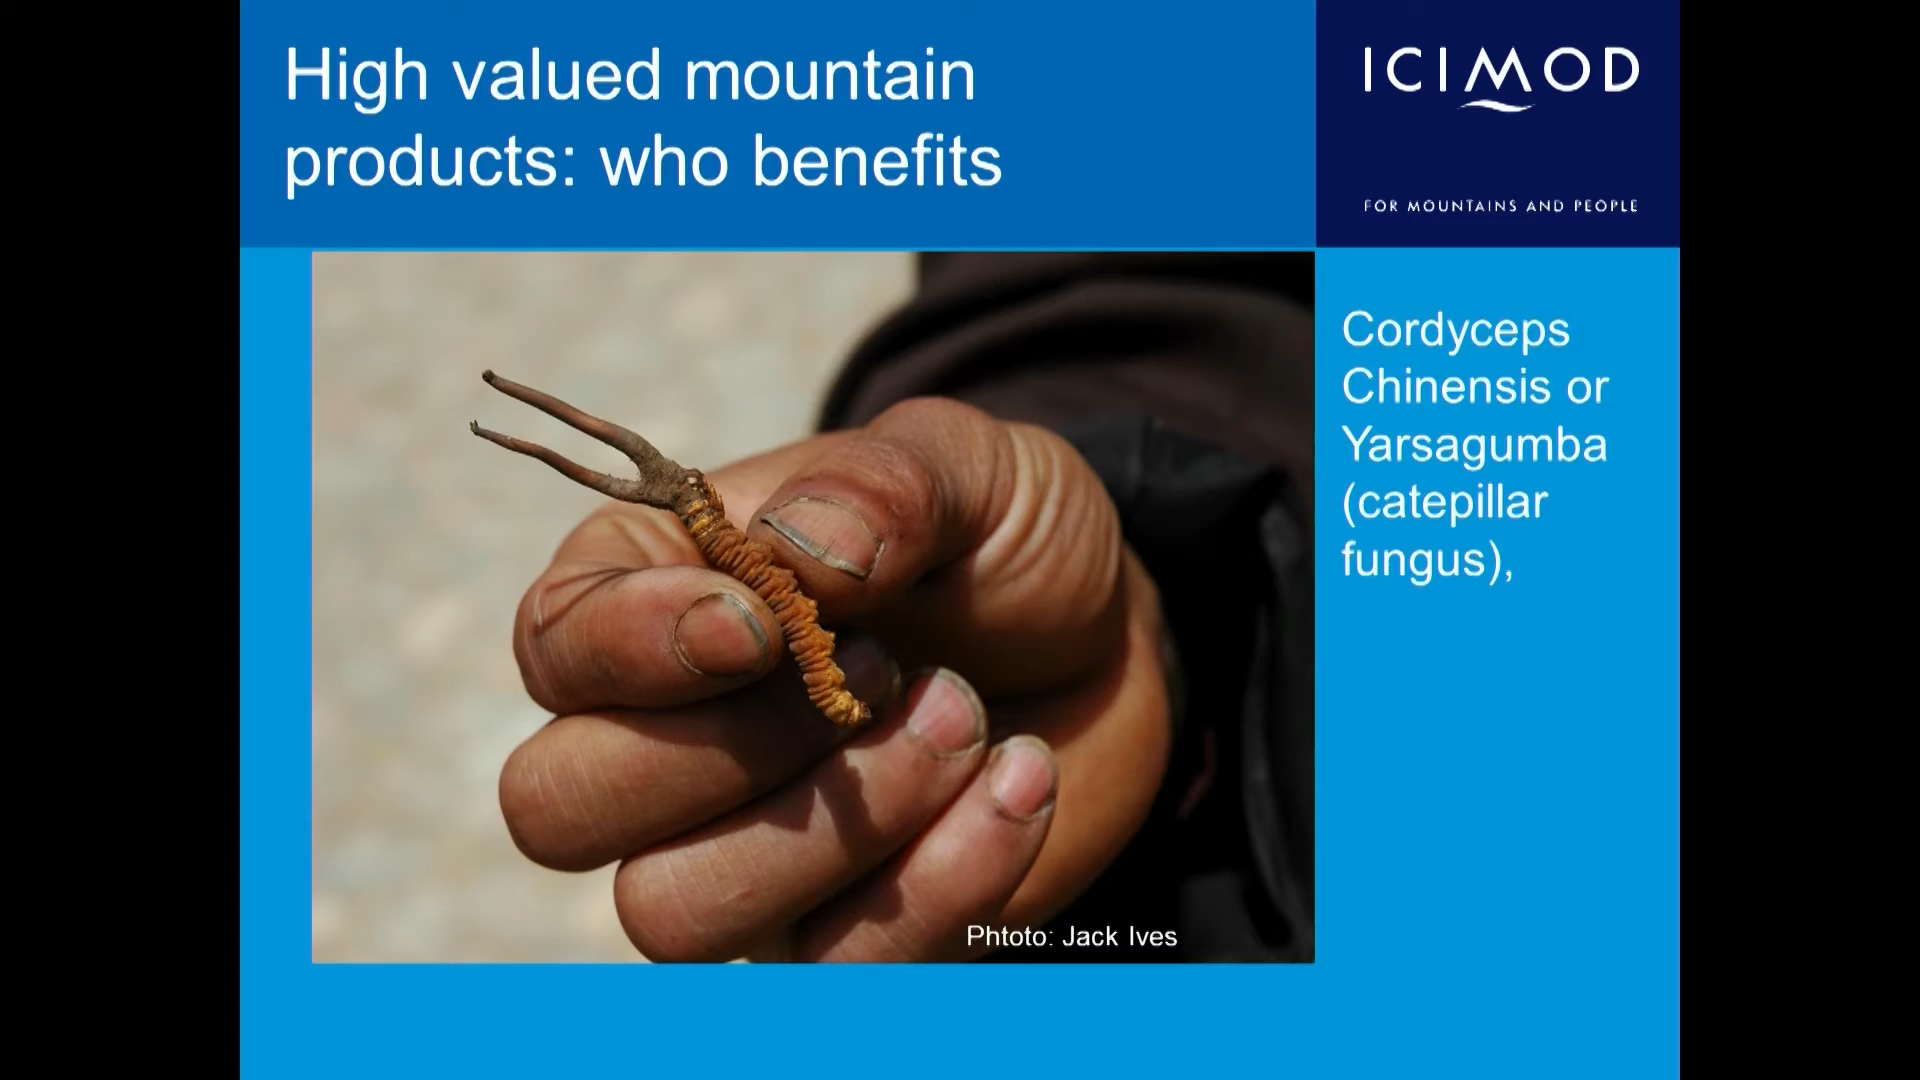 High valued mountain
products: who benefits
ICIMOD
FOR MOUNTAINS AND PEOPLE
Cordyceps
Chinensis or
Yarsagumba
(catepillar
fungus),
Phtoto: Jack Ives